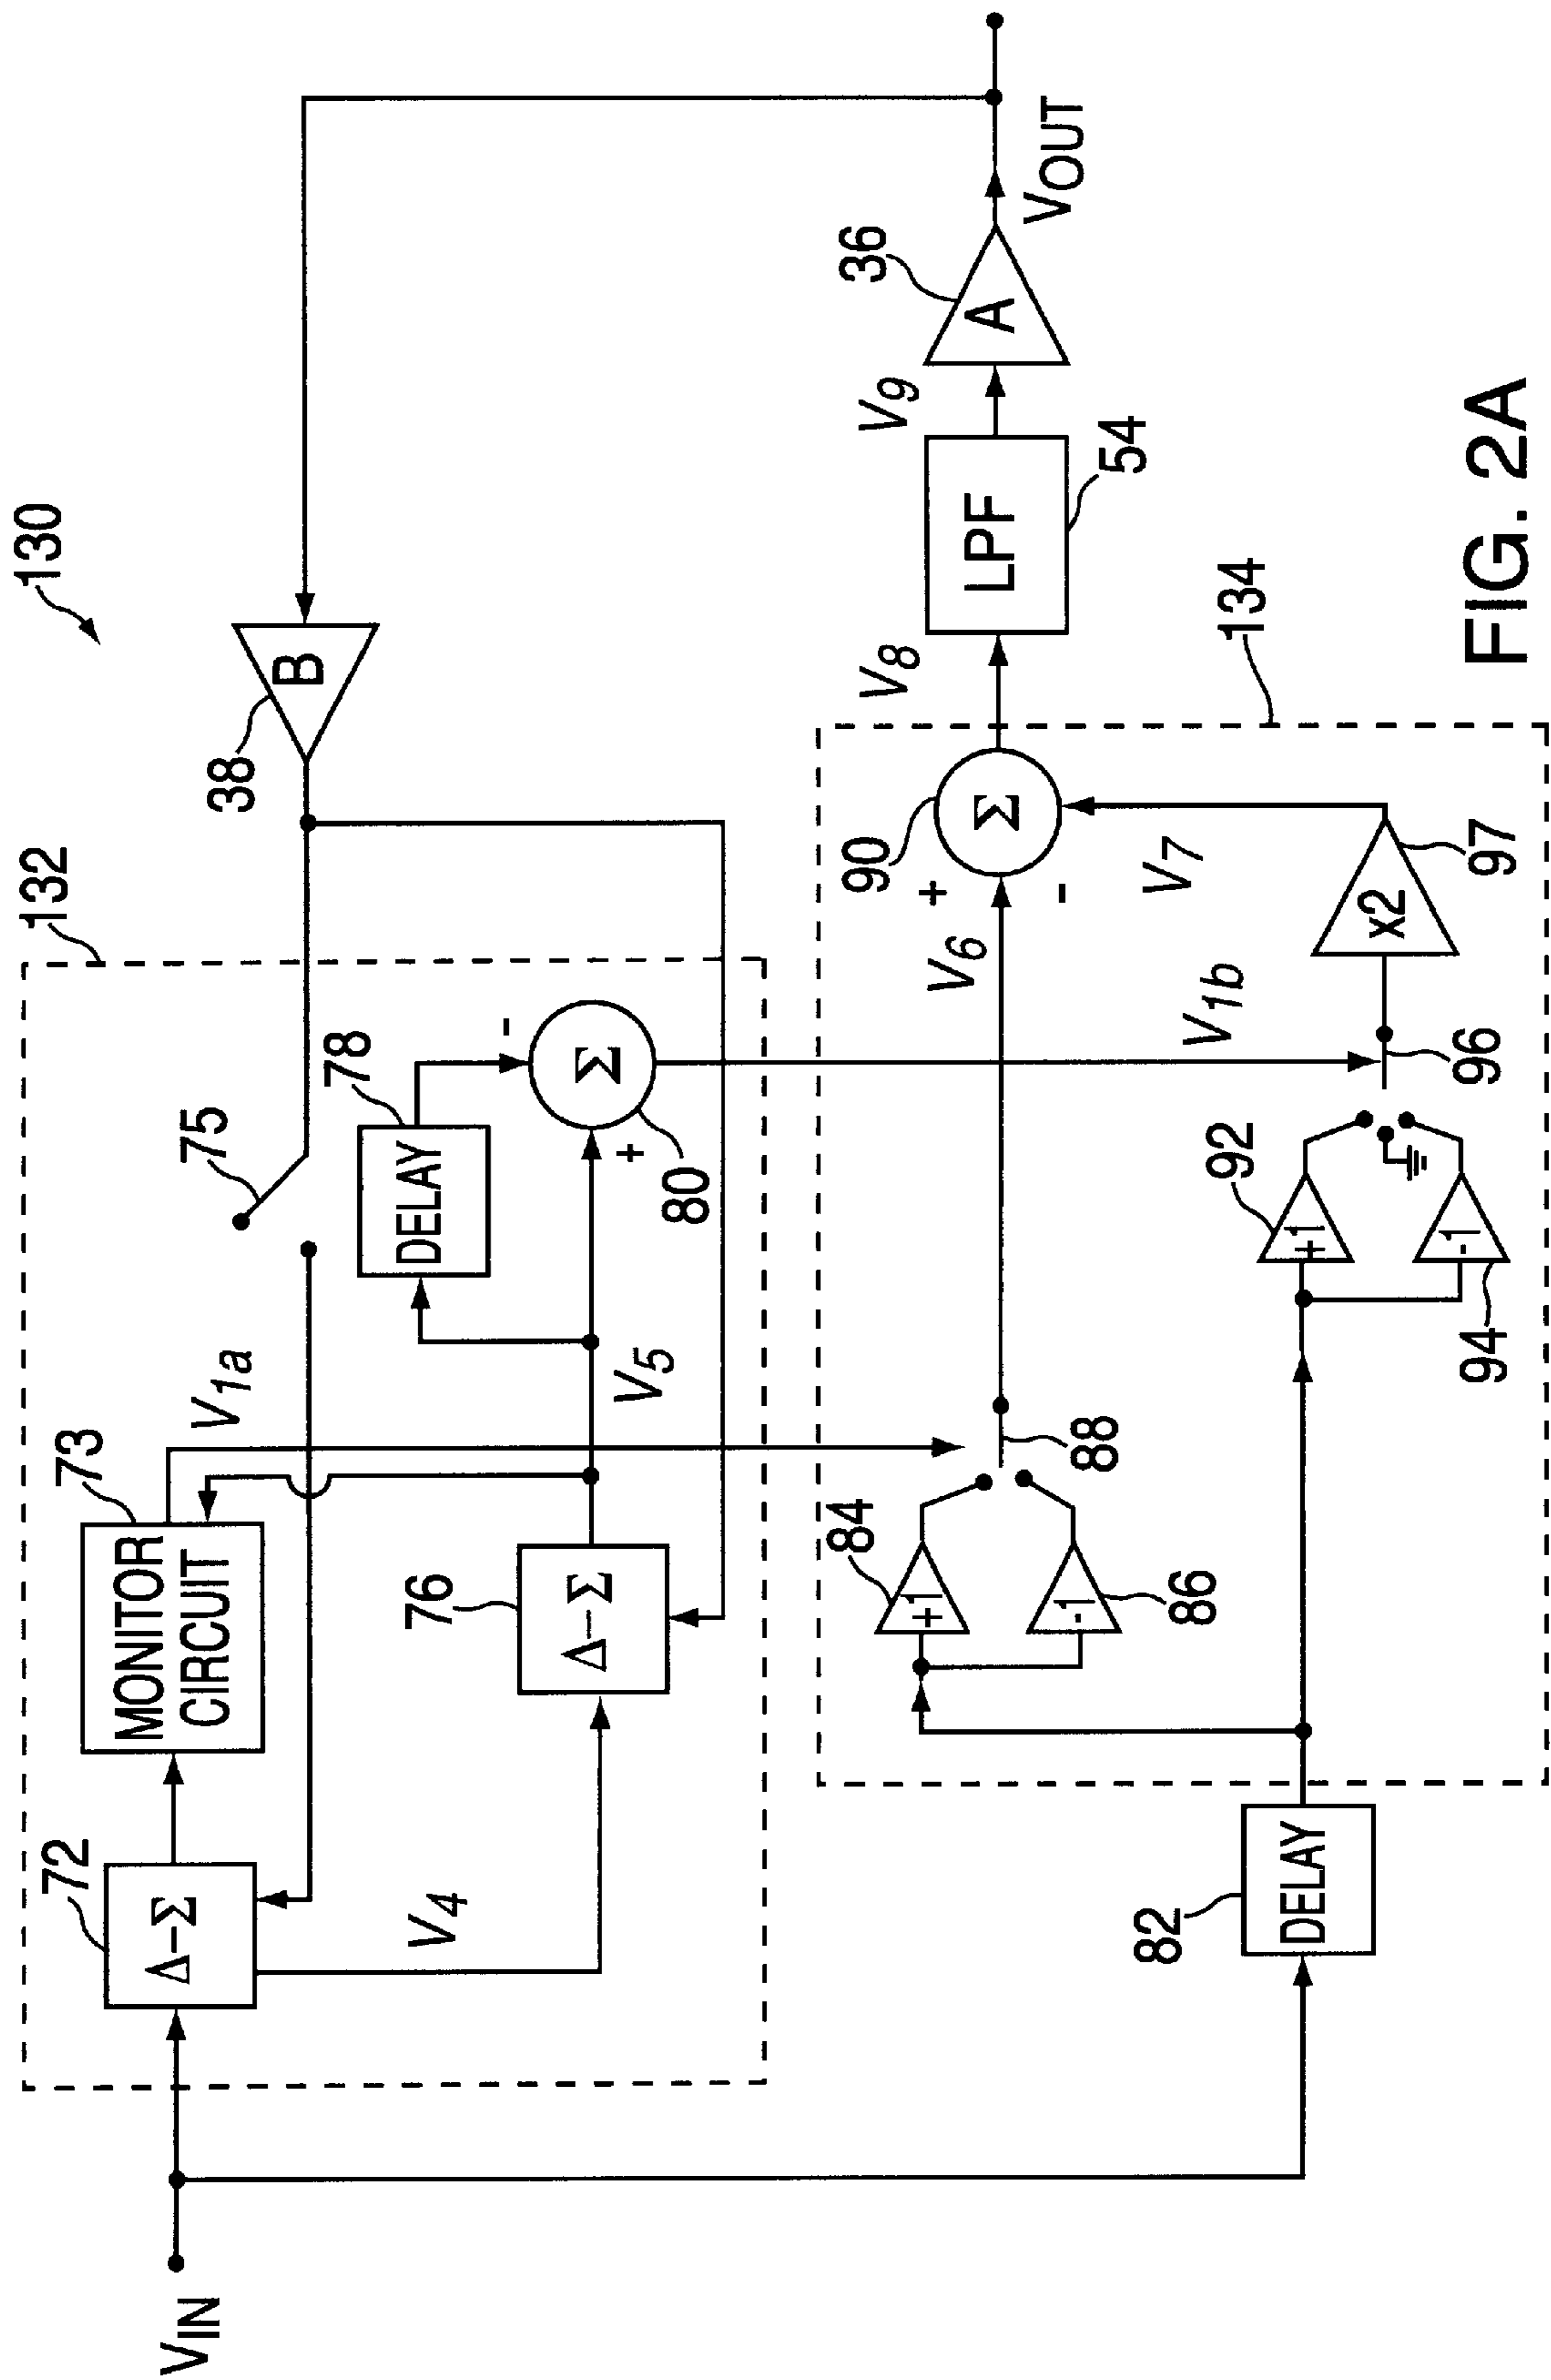 130
132
38
B
75
73
MONITOR
CIRCUIT
V1a
72
Δ–Σ
V4
78
DELAY
-
Σ
+
80
76
Δ–Σ
V5
VIN
36
A
VOUT
V9
LPF
54
V8
134
90
Σ
+
-
V6
V7
x2
97
V1b
96
92
+1
-1
94
88
84
+1
-1
86
82
DELAY
FIG. 2A